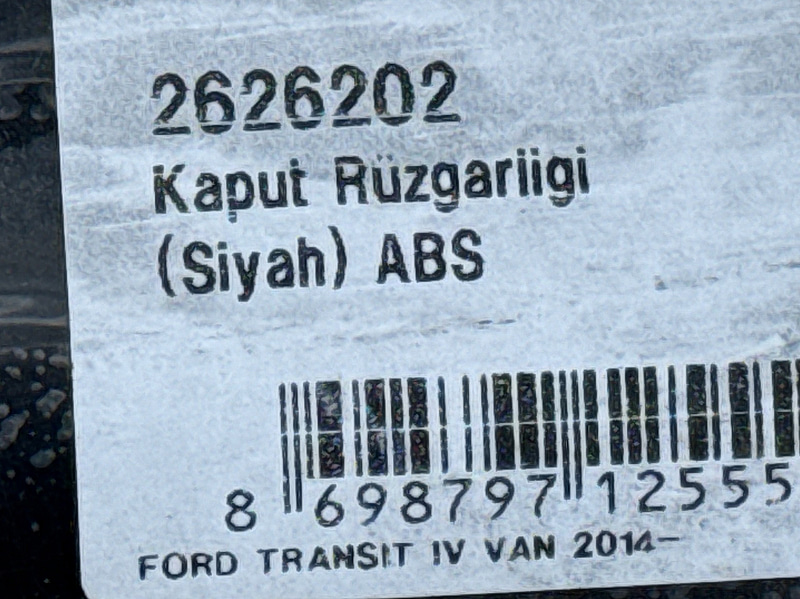 2626202
Kaput Rüzgariigi
(Siyah) ABS
8 698797 12555
FORD TRANSIT IV VAN 2014-